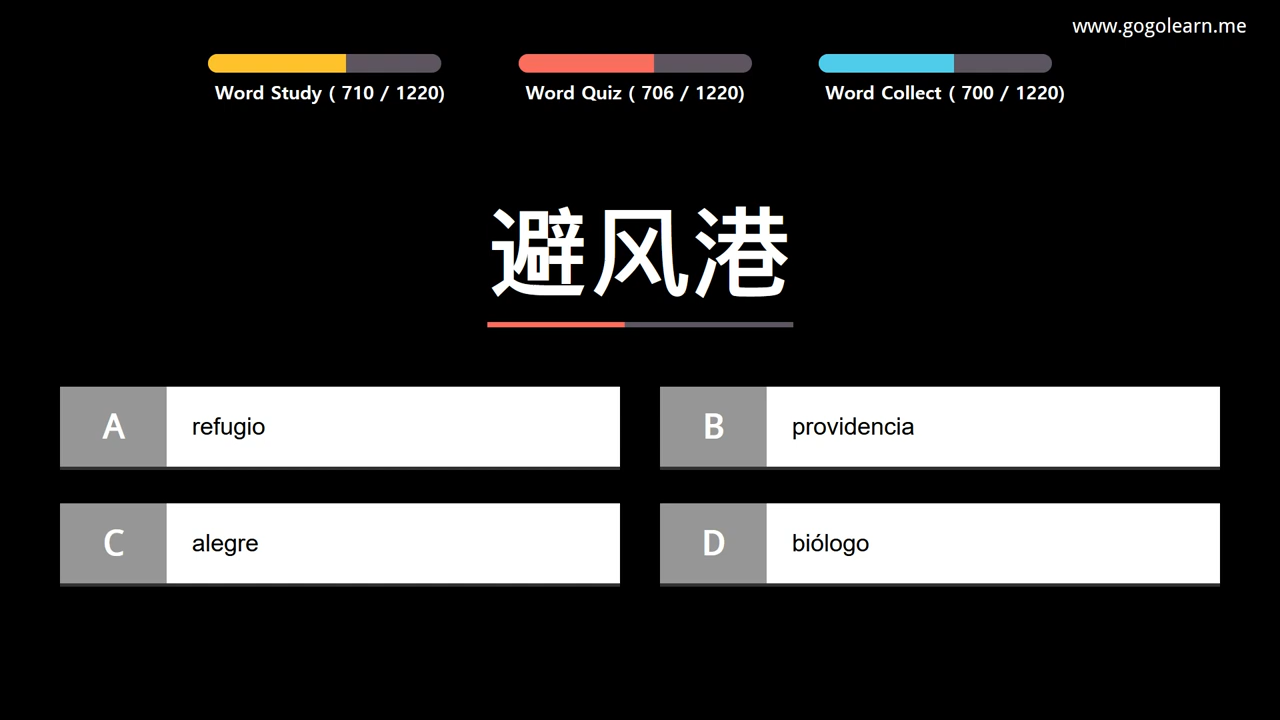 www.gogolearn.me
Word Study ( 710 / 1220)
Word Quiz ( 706 / 1220)
Word Collect ( 700 / 1220)
避风港
A refugio
B providencia
C alegre
D biólogo